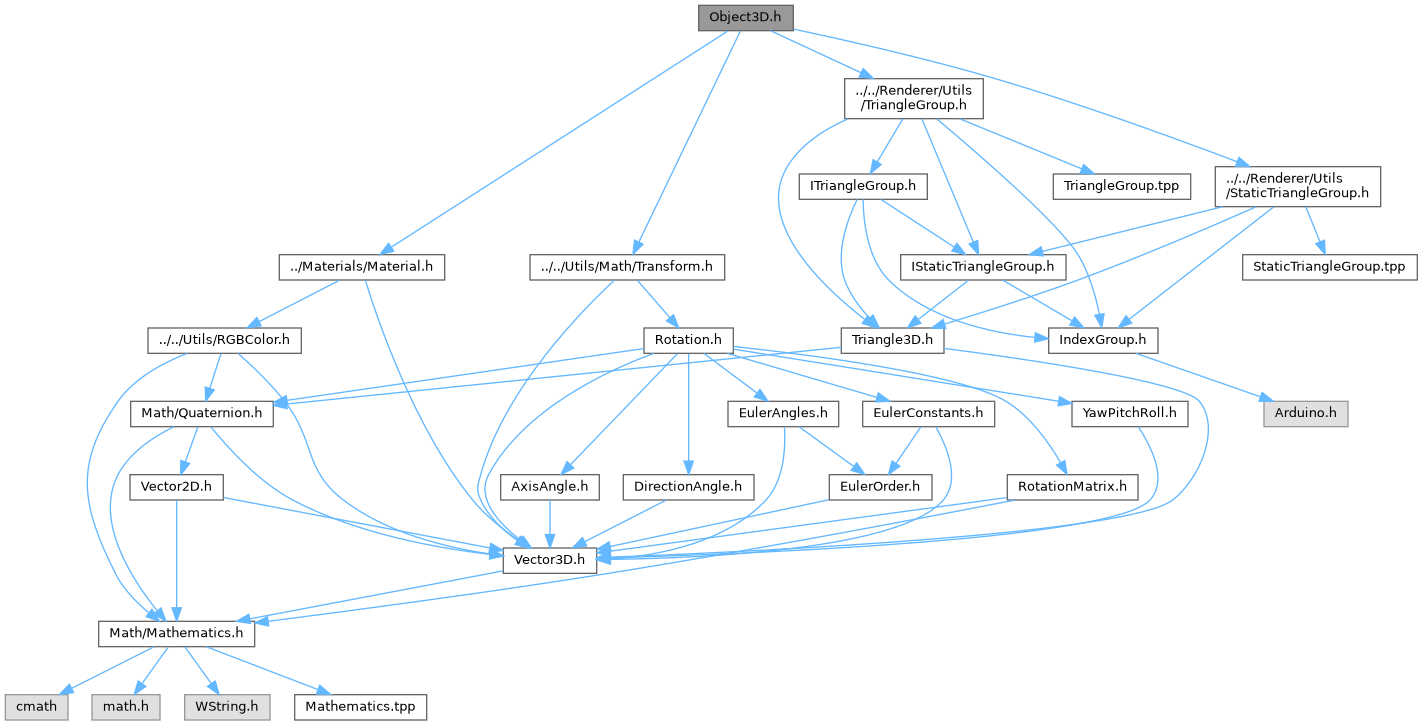 Object3D.h
../../Renderer/Utils
/TriangleGroup.h
ITriangleGroup.h
TriangleGroup.tpp
../../Renderer/Utils
/StaticTriangleGroup.h
../Materials/Material.h
../../Utils/Math/Transform.h
IStaticTriangleGroup.h
StaticTriangleGroup.tpp
../../Utils/RGBColor.h
Rotation.h
Triangle3D.h
IndexGroup.h
Math/Quaternion.h
EulerAngles.h
EulerConstants.h
YawPitchRoll.h
Arduino.h
Vector2D.h
AxisAngle.h
DirectionAngle.h
EulerOrder.h
RotationMatrix.h
Vector3D.h
Math/Mathematics.h
cmath
math.h
WString.h
Mathematics.tpp